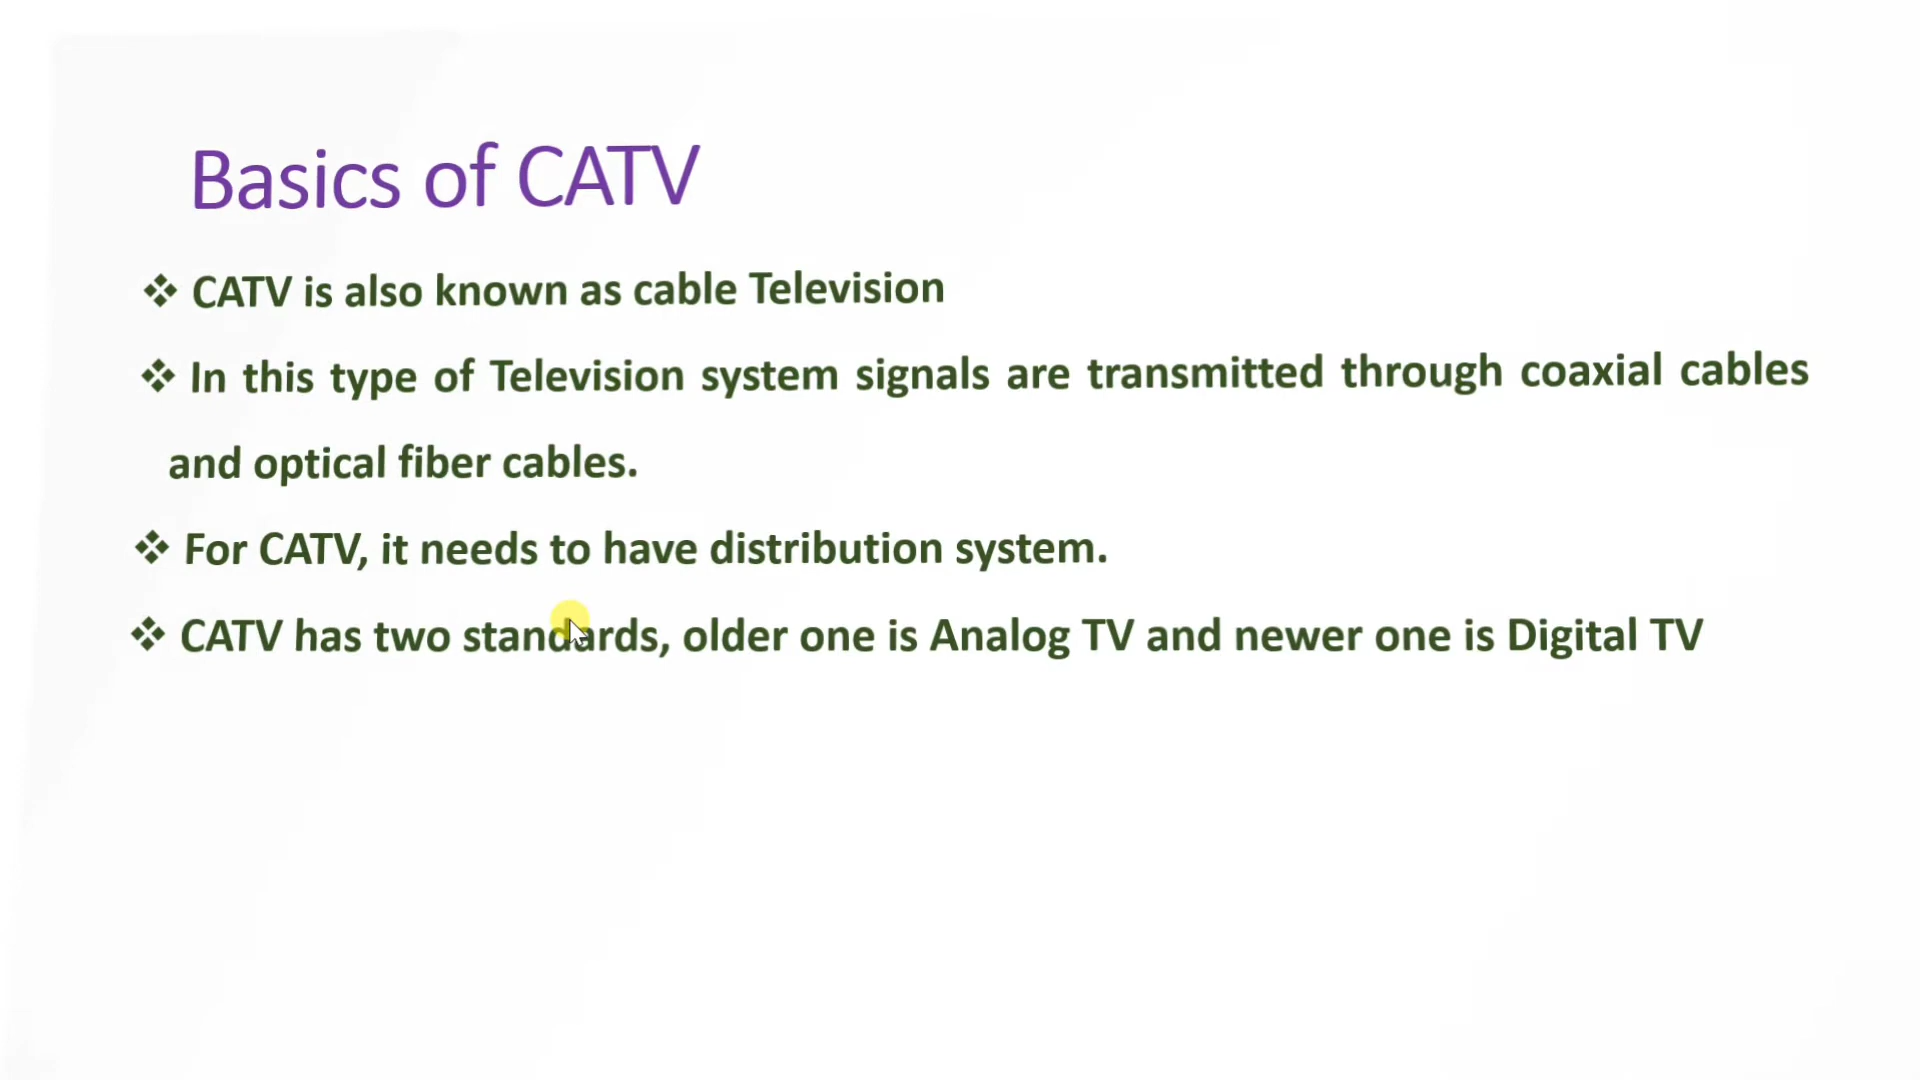 Basics of CATV
❖ CATV is also known as cable Television
❖ In this type of Television system signals are transmitted through coaxial cables
and optical fiber cables.
❖ For CATV, it needs to have distribution system.
❖ CATV has two standards, older one is Analog TV and newer one is Digital TV